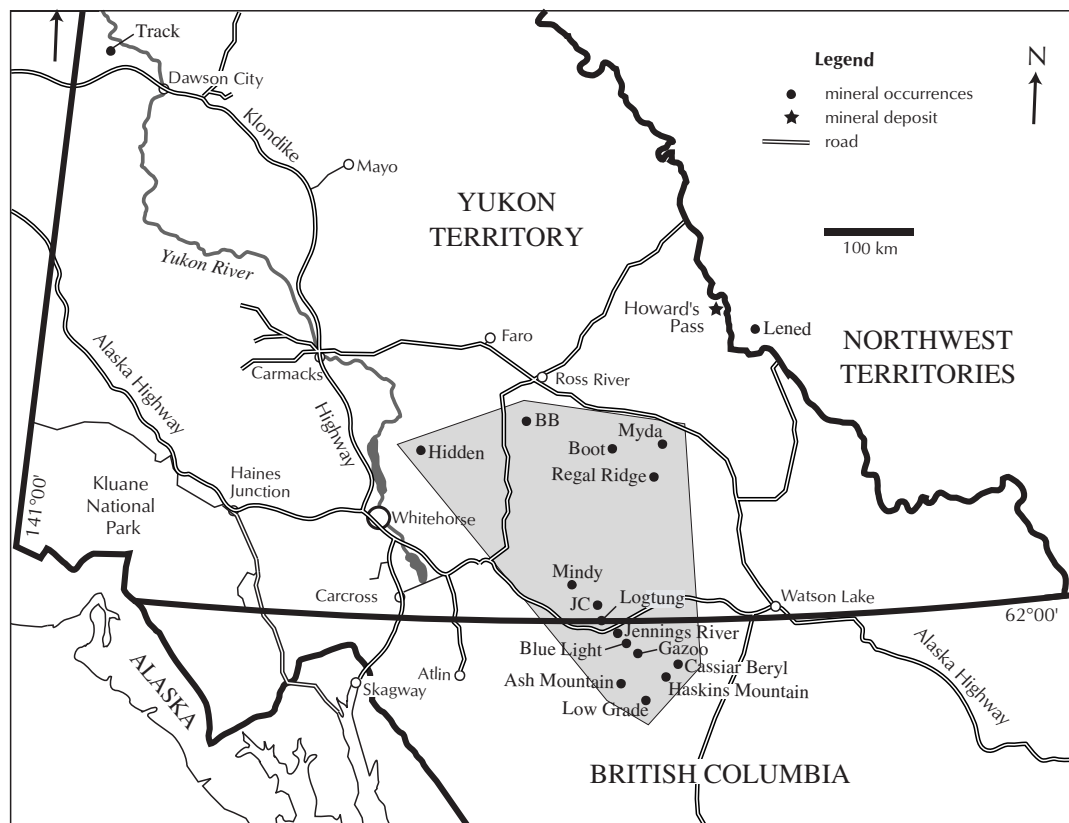 Track
Dawson City
Klondike
Mayo
Legend
mineral occurrences
mineral deposit
road
N
100 km
YUKON
TERRITORY
Yukon River
Howard's
Pass
Lened
NORTHWEST
TERRITORIES
Faro
Carmacks
Ross River
Alaska Highway
Highway
BB
Hidden
Boot
Myda
Regal Ridge
Haines
Junction
Kluane
National
Park
141°00'
Whitehorse
Mindy
JC
Logtung
Carcross
Watson Lake
62°00'
Jennings River
Blue Light
Gazoo
Cassiar Beryl
Ash Mountain
Haskins Mountain
Low Grade
Atlin
Skagway
ALASKA
Alaska Highway
BRITISH COLUMBIA